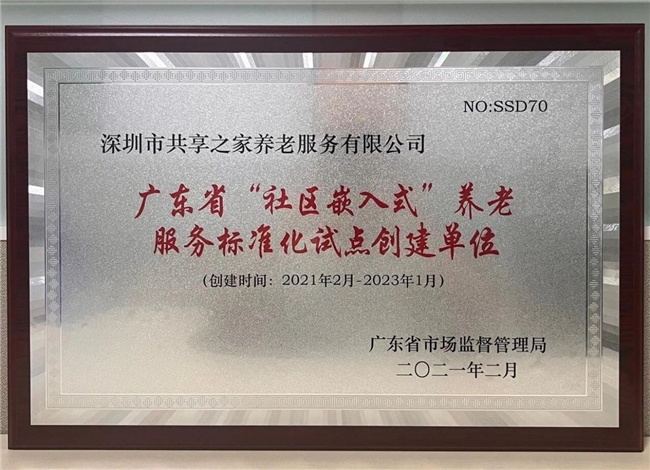 NO:SSD70
深圳市共享之家养老服务有限公司
广东省“社区嵌入式”养老
服务标准化试点创建单位
(创建时间：2021年2月-2023年1月)
广东省市场监督管理局
二〇二一年二月